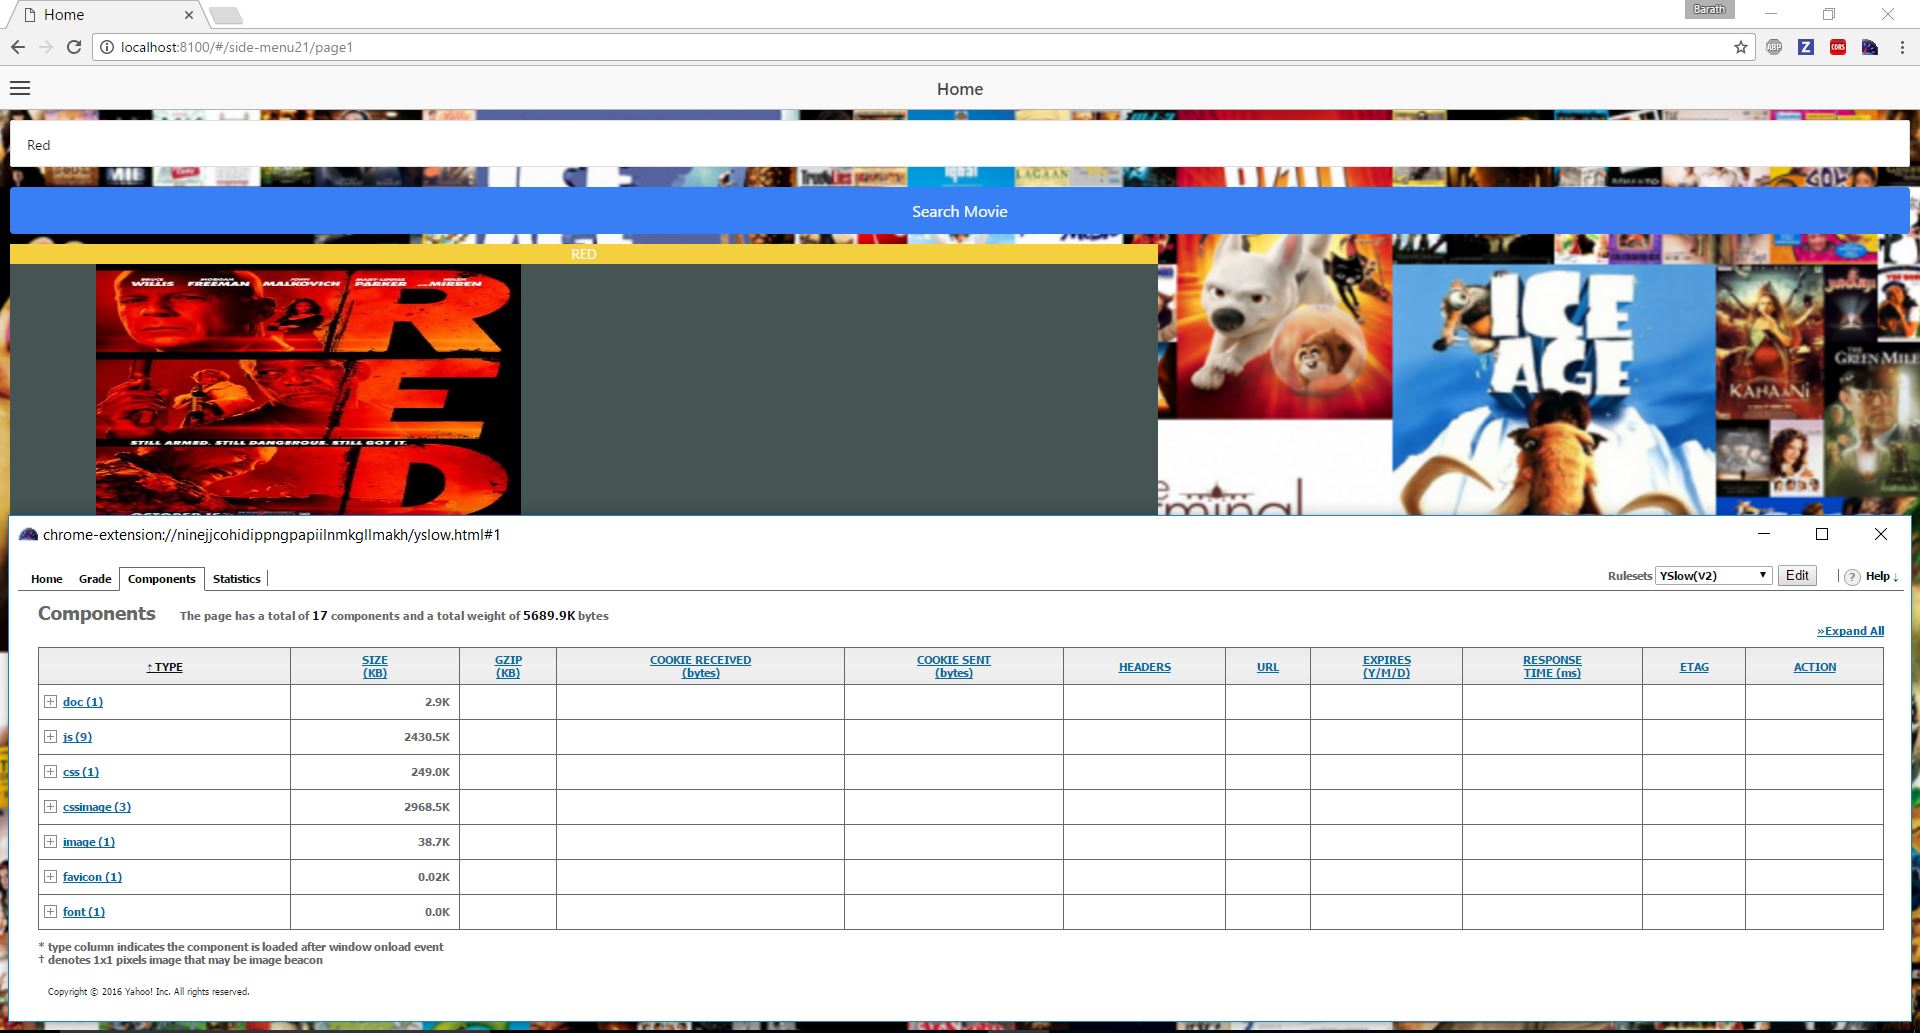 Home
Barath
localhost:8100/#/side-menu21/page1
ABP
Z
CORS
Home
Red
IQBAL
LAGAAN
Search Movie
RED
BRUCE WILLIS MORGAN FREEMAN JOHN MALKOVICH MARY-LOUISE PARKER AND HELEN MIRREN
RED
STILL ARMED. STILL DANGEROUS. STILL GOT IT.
ICE
AGE
KAHAANI
THE
GREEN MILE
chrome-extension://ninejjcohidippngpapiilnmkgllmakh/yslow.html#1
Home Grade Components Statistics
Rulesets YSlow(V2) Edit ? Help ↓
Components The page has a total of 17 components and a total weight of 5689.9K bytes
»Expand All
↑ TYPE SIZE (KB) GZIP (KB) COOKIE RECEIVED (bytes) COOKIE SENT (bytes) HEADERS URL EXPIRES (Y/M/D) RESPONSE TIME (ms) ETAG ACTION
doc (1) 2.9K
js (9) 2430.5K
css (1) 249.0K
cssimage (3) 2968.5K
image (1) 38.7K
favicon (1) 0.02K
font (1) 0.0K
* type column indicates the component is loaded after window onload event
† denotes 1x1 pixels image that may be image beacon
Copyright © 2016 Yahoo! Inc. All rights reserved.